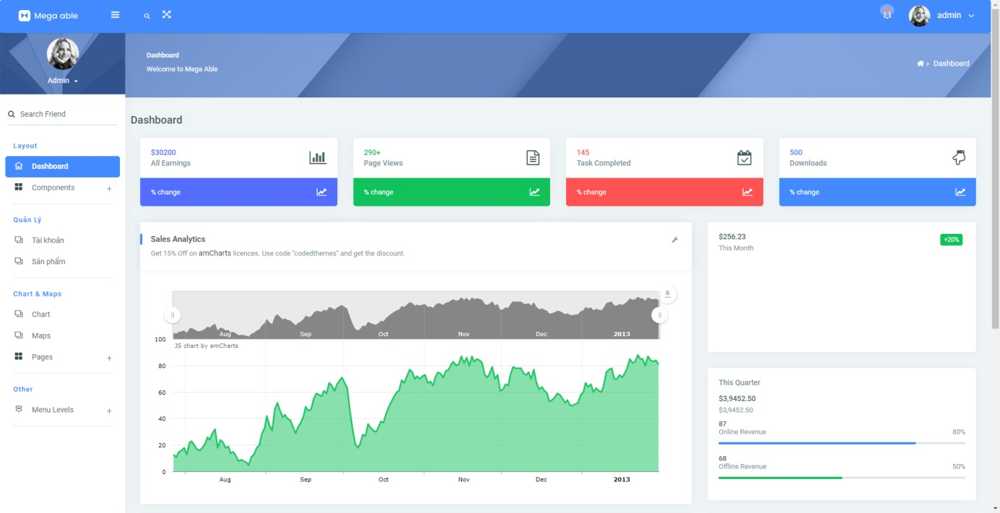 Mega able
admin
Admin
Dashboard
Welcome to Mega Able
Dashboard
Search Friend
Layout
Dashboard
Components
Quản Lý
Tài khoản
Sản phẩm
Chart & Maps
Chart
Maps
Pages
Other
Menu Levels
Dashboard
$30200
All Earnings
% change
290+
Page Views
% change
145
Task Completed
% change
500
Downloads
% change
Sales Analytics
Get 15% Off on amCharts licences. Use code "codedthemes" and get the discount.
Aug Sep Oct Nov Dec 2013
JS chart by amCharts
100
80
60
40
20
0
Aug Sep Oct Nov Dec 2013
$256.23
+20%
This Month
This Quarter
$3,9452.50
$3,9452.50
87
Online Revenue 80%
68
Offline Revenue 50%